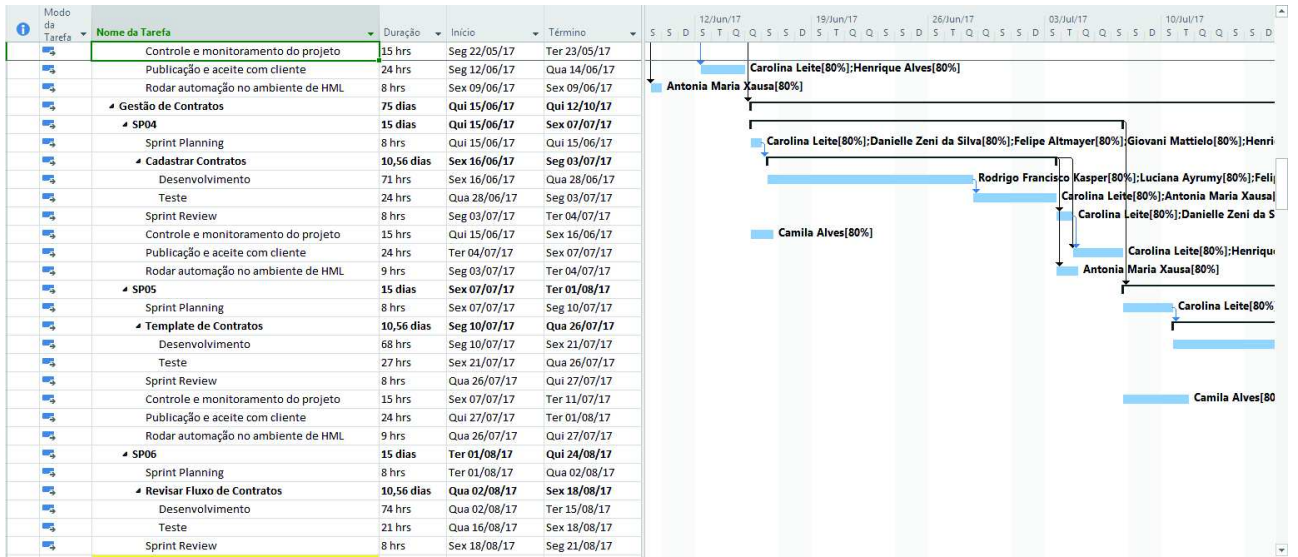 Modo da Tarefa Nome da Tarefa Duração Início Término
12/Jun/17 19/Jun/17 26/Jun/17 03/Jul/17 10/Jul/17
S S D S T Q Q S S D S T Q Q S S D S T Q Q S S D S T Q Q S S D S T Q Q S S D
Controle e monitoramento do projeto 15 hrs Seg 22/05/17 Ter 23/05/17
Publicação e aceite com cliente 24 hrs Seg 12/06/17 Qua 14/06/17 Carolina Leite[80%];Henrique Alves[80%]
Rodar automação no ambiente de HML 8 hrs Sex 09/06/17 Sex 09/06/17 Antonia Maria Xausa[80%]
Gestão de Contratos 75 dias Qui 15/06/17 Qui 12/10/17
SP04 15 dias Qui 15/06/17 Sex 07/07/17
Sprint Planning 8 hrs Qui 15/06/17 Qui 15/06/17 Carolina Leite[80%];Danielle Zeni da Silva[80%];Felipe Altmayer[80%];Giovani Mattielo[80%];Henri
Cadastrar Contratos 10,56 dias Sex 16/06/17 Seg 03/07/17
Desenvolvimento 71 hrs Sex 16/06/17 Qua 28/06/17 Rodrigo Francisco Kasper[80%];Luciana Ayrumy[80%];Feli
Teste 24 hrs Qua 28/06/17 Seg 03/07/17 Carolina Leite[80%];Antonia Maria Xausa[
Sprint Review 8 hrs Seg 03/07/17 Ter 04/07/17 Carolina Leite[80%];Danielle Zeni da S
Controle e monitoramento do projeto 15 hrs Qui 15/06/17 Sex 16/06/17 Camila Alves[80%]
Publicação e aceite com cliente 24 hrs Ter 04/07/17 Sex 07/07/17 Carolina Leite[80%];Henrique
Rodar automação no ambiente de HML 9 hrs Seg 03/07/17 Ter 04/07/17 Antonia Maria Xausa[80%]
SP05 15 dias Sex 07/07/17 Ter 01/08/17
Sprint Planning 8 hrs Sex 07/07/17 Seg 10/07/17 Carolina Leite[80%
Template de Contratos 10,56 dias Seg 10/07/17 Qua 26/07/17
Desenvolvimento 68 hrs Seg 10/07/17 Sex 21/07/17
Teste 27 hrs Sex 21/07/17 Qua 26/07/17
Sprint Review 8 hrs Qua 26/07/17 Qui 27/07/17
Controle e monitoramento do projeto 15 hrs Sex 07/07/17 Ter 11/07/17 Camila Alves[80
Publicação e aceite com cliente 24 hrs Qui 27/07/17 Ter 01/08/17
Rodar automação no ambiente de HML 9 hrs Qua 26/07/17 Qui 27/07/17
SP06 15 dias Ter 01/08/17 Qui 24/08/17
Sprint Planning 8 hrs Ter 01/08/17 Qua 02/08/17
Revisar Fluxo de Contratos 10,56 dias Qua 02/08/17 Sex 18/08/17
Desenvolvimento 74 hrs Qua 02/08/17 Ter 15/08/17
Teste 21 hrs Qua 16/08/17 Sex 18/08/17
Sprint Review 8 hrs Sex 18/08/17 Seg 21/08/17